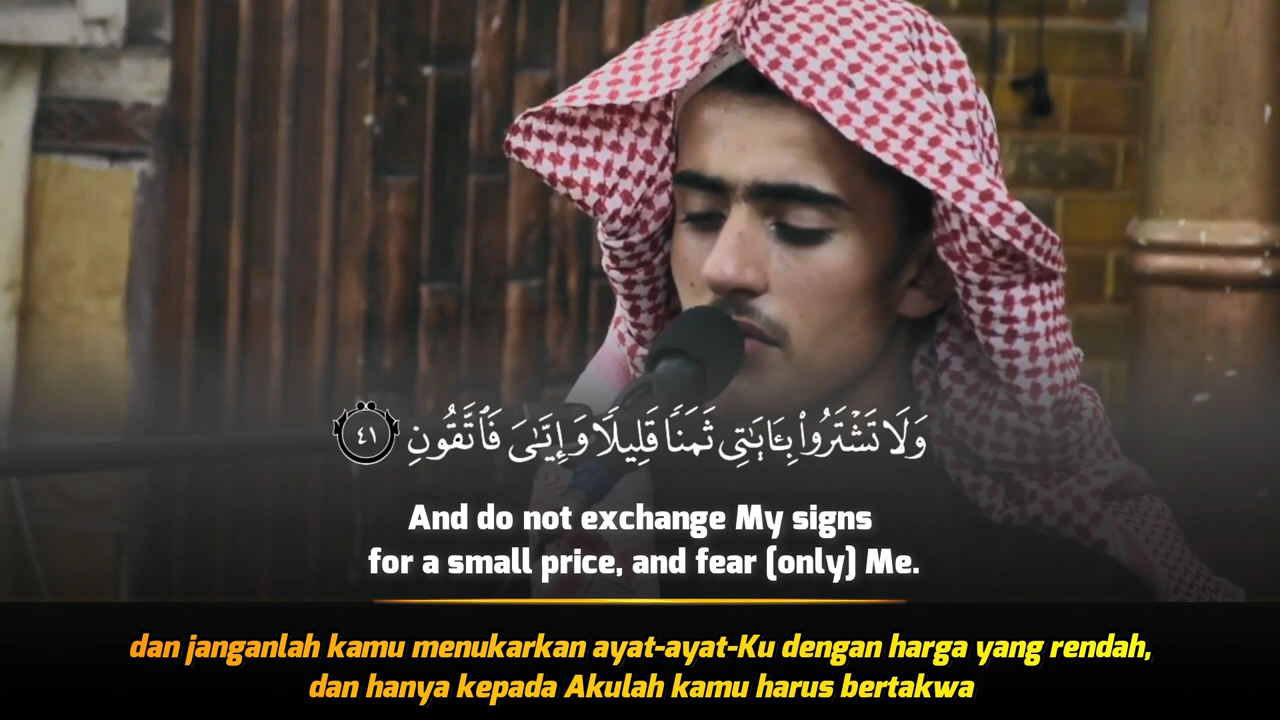 وَلَا تَشْتَرُوا۟ بِـَٔايَـٰتِى ثَمَنًا قَلِيلًا وَإِيَّـٰىَ فَٱتَّقُونِ ٤١
And do not exchange My signs
for a small price, and fear (only) Me.
dan janganlah kamu menukarkan ayat-ayat-Ku dengan harga yang rendah,
dan hanya kepada Akulah kamu harus bertakwa